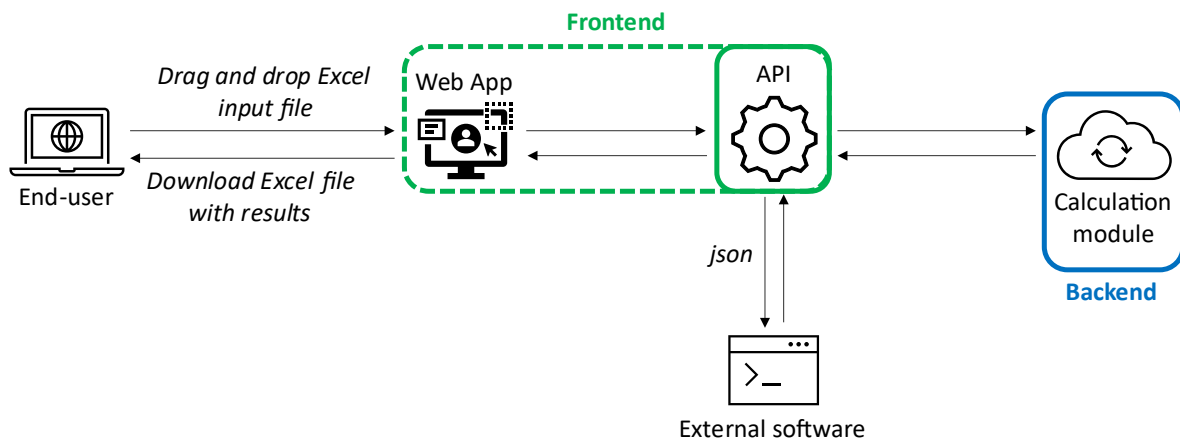 Frontend
Drag and drop Excel
input file
Web App
API
End-user
Download Excel file
with results
Calculation
module
json
Backend
External software